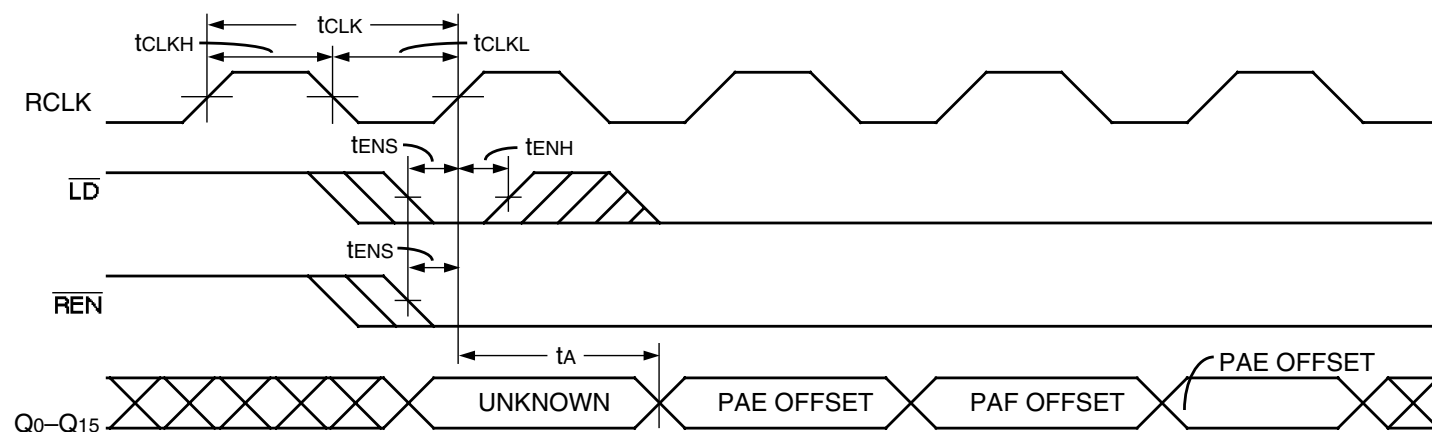 tCLK
tCLKH
tCLKL
RCLK
tENS
tENH
LD
tENS
REN
tA
PAE OFFSET
UNKNOWN
PAE OFFSET
PAF OFFSET
Q0–Q15